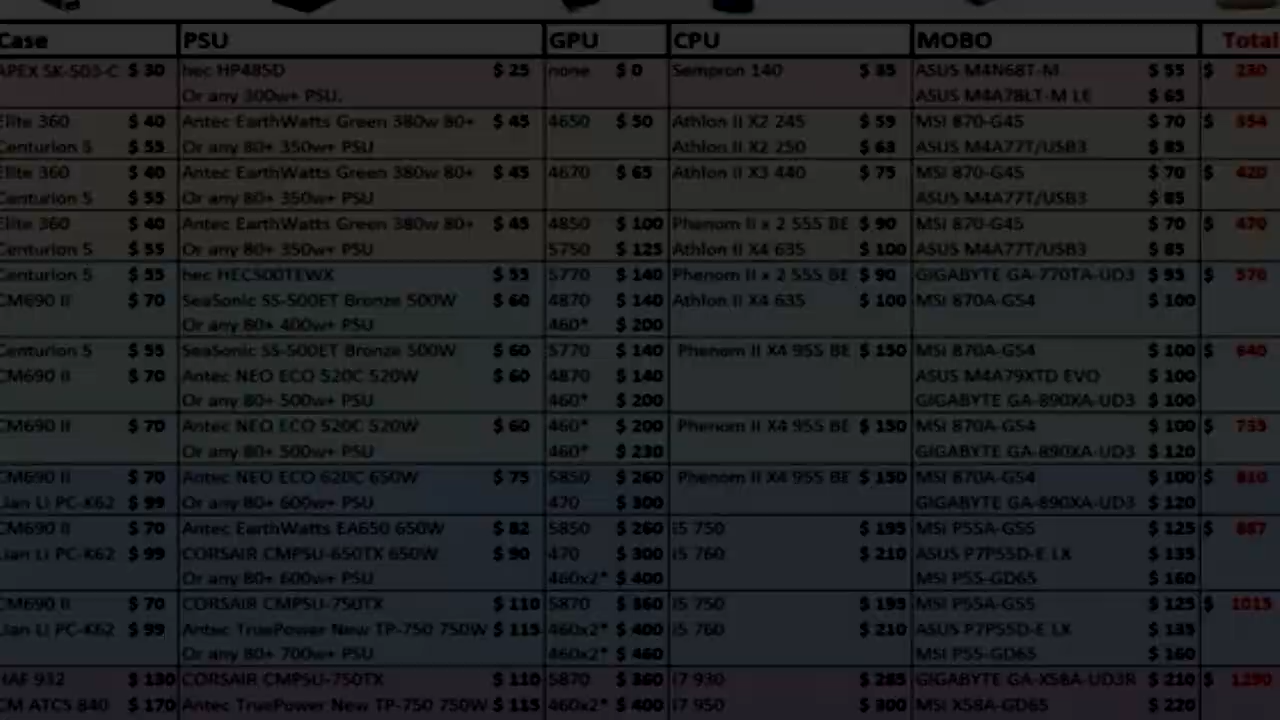 Case PSU GPU CPU MOBO Total
APEX SK-503-C $ 30 hec HP485D $ 25 none $ 0 Sempron 140 $ 35 ASUS M4N68T-M $ 55 $ 230
Or any 300w+ PSU. ASUS M4A78LT-M LE $ 65
Elite 360 $ 40 Antec EarthWatts Green 380w 80+ $ 45 4650 $ 50 Athlon II X2 245 $ 59 MSI 870-G45 $ 70 $ 354
Centurion 5 $ 55 Or any 80+ 350w+ PSU Athlon II X2 250 $ 63 ASUS M4A77T/USB3 $ 85
Elite 360 $ 40 Antec EarthWatts Green 380w 80+ $ 45 4670 $ 65 Athlon II X3 440 $ 75 MSI 870-G45 $ 70 $ 420
Centurion 5 $ 55 Or any 80+ 350w+ PSU ASUS M4A77T/USB3 $ 85
Elite 360 $ 40 Antec EarthWatts Green 380w 80+ $ 45 4850 $ 100 Phenom II x 2 555 BE $ 90 MSI 870-G45 $ 70 $ 470
Centurion 5 $ 55 Or any 80+ 350w+ PSU 5750 $ 125 Athlon II X4 635 $ 100 ASUS M4A77T/USB3 $ 85
Centurion 5 $ 55 hec HEC500TEWX $ 55 5770 $ 140 Phenom II x 2 555 BE $ 90 GIGABYTE GA-770TA-UD3 $ 95 $ 570
CM690 II $ 70 SeaSonic SS-500ET Bronze 500W $ 60 4870 $ 140 Athlon II X4 635 $ 100 MSI 870A-G54 $ 100
Or any 80+ 400w+ PSU 460* $ 200
Centurion 5 $ 55 SeaSonic SS-500ET Bronze 500W $ 60 5770 $ 140 Phenom II X4 955 BE $ 150 MSI 870A-G54 $ 100 $ 640
CM690 II $ 70 Antec NEO ECO 520C 520W $ 60 4870 $ 140 ASUS M4A79XTD EVO $ 100
Or any 80+ 500w+ PSU 460* $ 200 GIGABYTE GA-890XA-UD3 $ 100
CM690 II $ 70 Antec NEO ECO 520C 520W $ 60 460* $ 200 Phenom II X4 955 BE $ 150 MSI 870A-G54 $ 100 $ 735
Or any 80+ 500w+ PSU 460* $ 230 GIGABYTE GA-890XA-UD3 $ 120
CM690 II $ 70 Antec NEO ECO 620C 650W $ 75 5850 $ 260 Phenom II X4 955 BE $ 150 MSI 870A-G54 $ 100 $ 810
Lian Li PC-K62 $ 99 Or any 80+ 600w+ PSU 470 $ 300 GIGABYTE GA-890XA-UD3 $ 120
CM690 II $ 70 Antec EarthWatts EA650 650W $ 82 5850 $ 260 i5 750 $ 195 MSI P55A-G55 $ 125 $ 887
Lian Li PC-K62 $ 99 CORSAIR CMPSU-650TX 650W $ 90 470 $ 300 i5 760 $ 210 ASUS P7P55D-E LX $ 135
Or any 80+ 600w+ PSU 460x2* $ 400 MSI P55-GD65 $ 160
CM690 II $ 70 CORSAIR CMPSU-750TX $ 110 5870 $ 360 i5 750 $ 195 MSI P55A-G55 $ 125 $ 1015
Lian Li PC-K62 $ 99 Antec TruePower New TP-750 750W $ 115 460x2* $ 400 i5 760 $ 210 ASUS P7P55D-E LX $ 135
Or any 80+ 700w+ PSU 460x2* $ 460 MSI P55-GD65 $ 160
HAF 932 $ 130 CORSAIR CMPSU-750TX $ 110 5870 $ 360 i7 930 $ 285 GIGABYTE GA-X58A-UD3R $ 210 $ 1290
CM ATCS 840 $ 170 Antec TruePower New TP-750 750W $ 115 460x2* $ 400 i7 950 $ 300 MSI X58A-GD65 $ 220